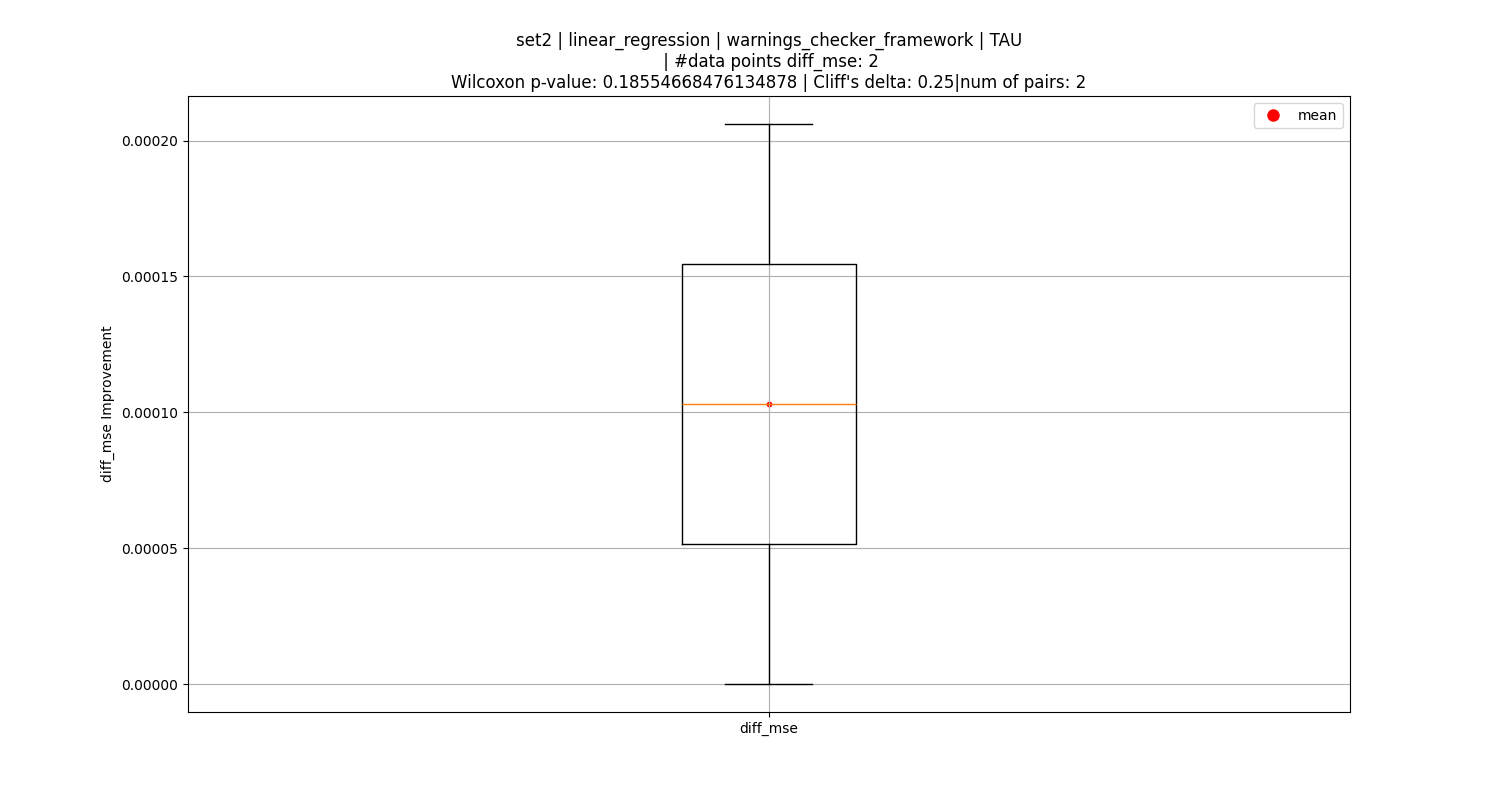 set2 | linear_regression | warnings_checker_framework | TAU
| #data points diff_mse: 2
Wilcoxon p-value: 0.18554668476134878 | Cliff's delta: 0.25|num of pairs: 2
mean
0.00020
0.00015
0.00010
0.00005
0.00000
diff_mse Improvement
diff_mse